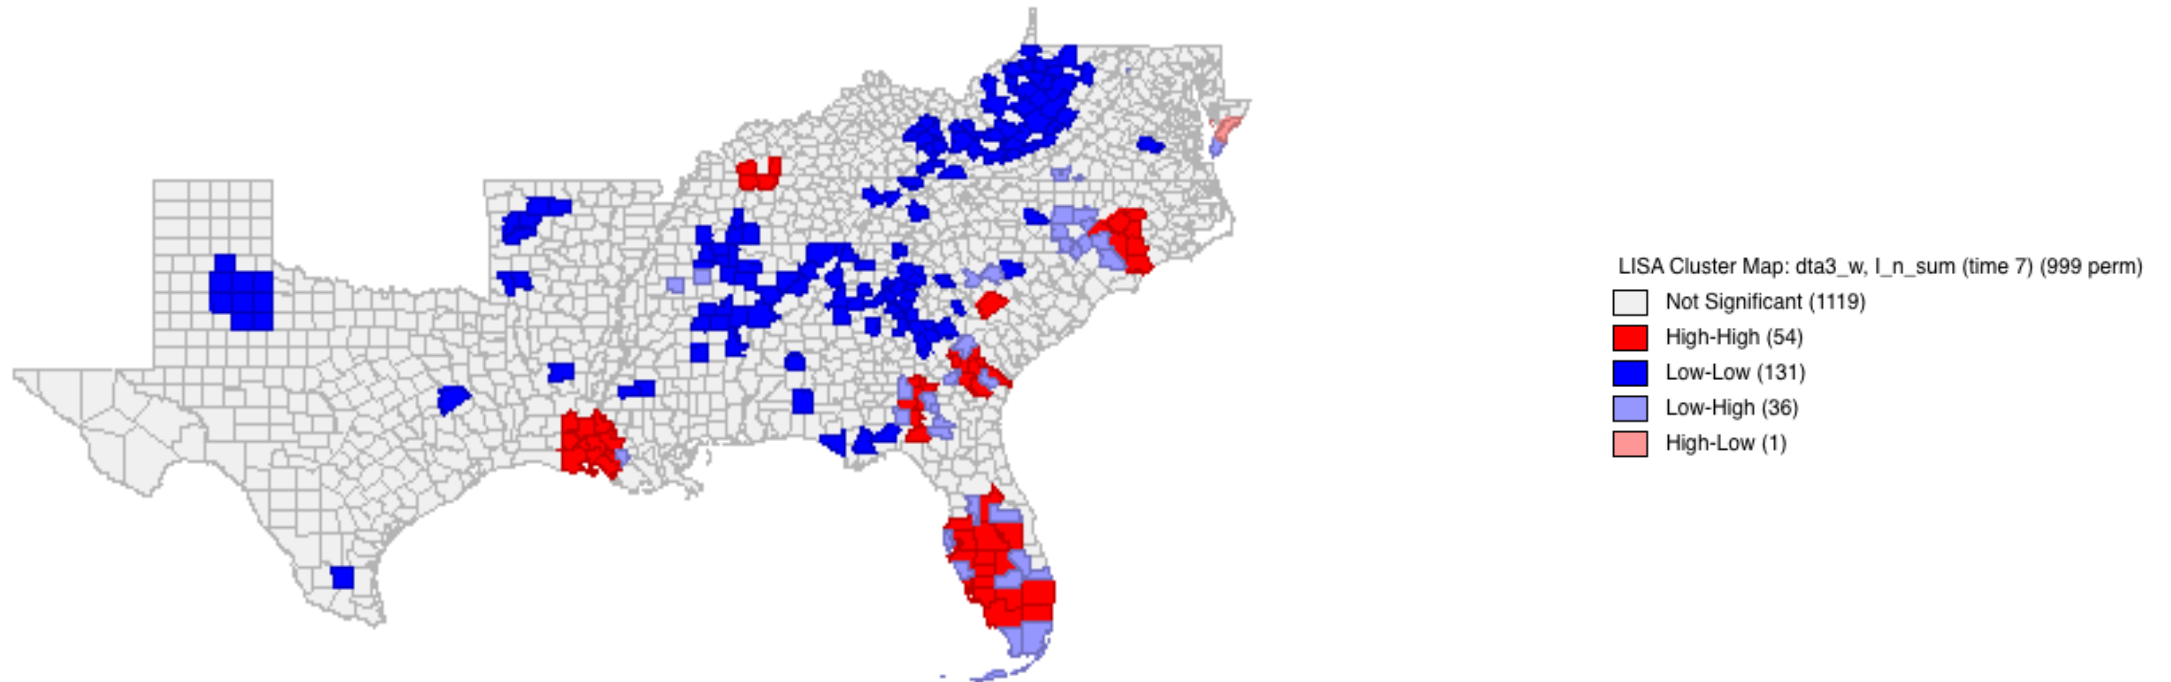 LISA Cluster Map: dta3_w, I_n_sum (time 7) (999 perm)
Not Significant (1119)
High-High (54)
Low-Low (131)
Low-High (36)
High-Low (1)